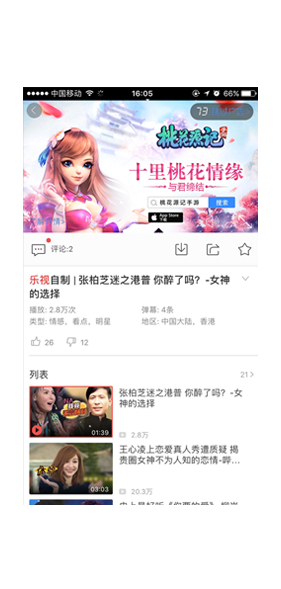 中国移动 16:05 66%
73
桃花源记
十里桃花情缘
与君缔结
桃花源记手游 搜索
App Store
下载
评论:2
乐视自制 | 张柏芝迷之港普 你醉了吗？-女神
的选择
播放: 2.8万次 弹幕: 4条
类型: 情感、看点、明星 地区: 中国大陆、香港
26 12
列表 21
张柏芝迷之港普 你醉了吗？-女
神的选择
01:39
2.8万
王心凌上恋爱真人秀遭质疑 揭
贵圈女神不为人知的恋情-哔...
03:03
20.3万